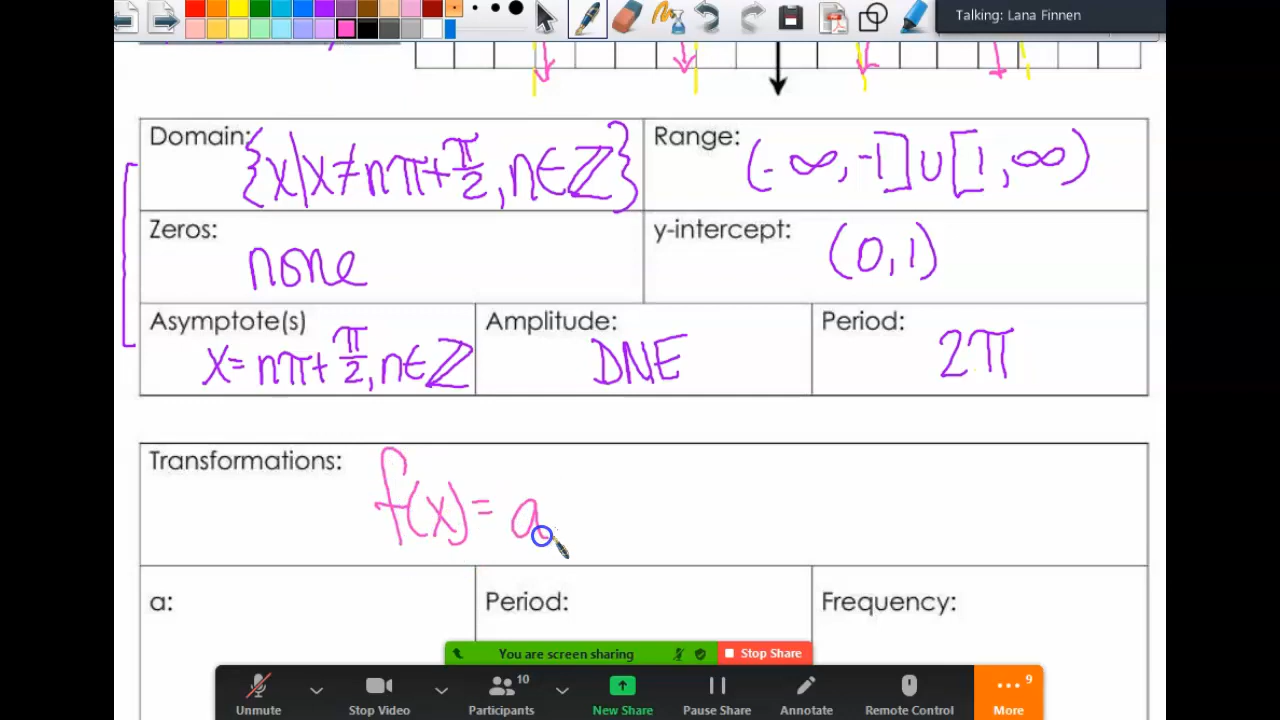 Talking: Lana Finnen
Domain: {x|x≠nπ+π/2, n∈ℤ}
Range: (-∞,-1]∪[1,∞)
Zeros: none
y-intercept: (0,1)
Asymptote(s) x=nπ+π/2, n∈ℤ
Amplitude: DNE
Period: 2π
Transformations: f(x)= a
a:
Period:
Frequency:
You are screen sharing
Stop Share
10
9
Unmute
Stop Video
Participants
New Share
Pause Share
Annotate
Remote Control
More